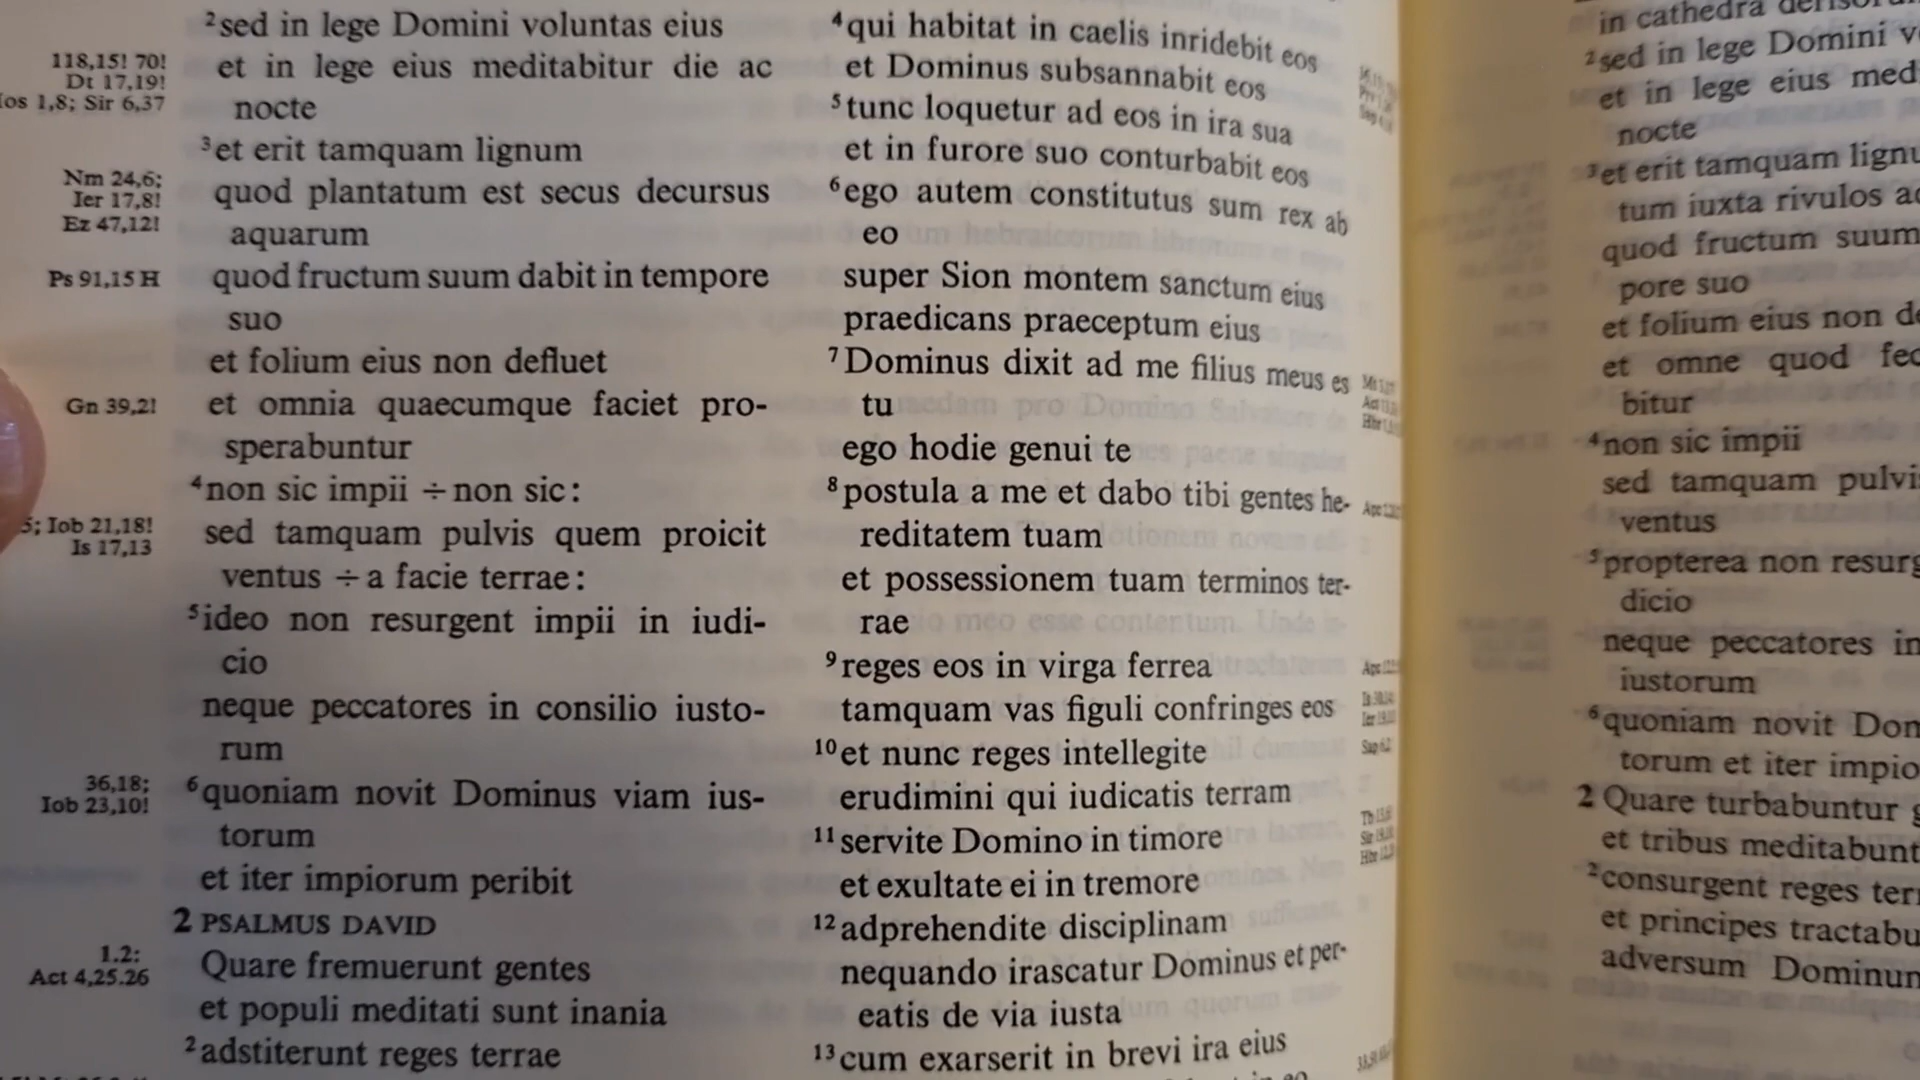 ²sed in lege Domini voluntas eius
118,15! 70!
Dt 17,19!
Ios 1,8; Sir 6,37
et in lege eius meditabitur die ac
nocte
³et erit tamquam lignum
Nm 24,6;
Ier 17,8!
Ez 47,12!
quod plantatum est secus decursus
aquarum
Ps 91,15 H
quod fructum suum dabit in tempore
suo
et folium eius non defluet
Gn 39,2!
et omnia quaecumque faciet pro-
sperabuntur
⁴non sic impii ÷ non sic:
5; Iob 21,18!
Is 17,13
sed tamquam pulvis quem proicit
ventus ÷ a facie terrae:
⁵ideo non resurgent impii in iudi-
cio
neque peccatores in consilio iusto-
rum
36,18;
Iob 23,10!
⁶quoniam novit Dominus viam ius-
torum
et iter impiorum peribit
2 PSALMUS DAVID
1.2:
Act 4,25.26
Quare fremuerunt gentes
et populi meditati sunt inania
²adstiterunt reges terrae
⁴qui habitat in caelis inridebit eos
et Dominus subsannabit eos
⁵tunc loquetur ad eos in ira sua
et in furore suo conturbabit eos
⁶ego autem constitutus sum rex ab
eo
super Sion montem sanctum eius
praedicans praeceptum eius
⁷Dominus dixit ad me filius meus es
tu
ego hodie genui te
⁸postula a me et dabo tibi gentes he-
reditatem tuam
et possessionem tuam terminos ter-
rae
⁹reges eos in virga ferrea
tamquam vas figuli confringes eos
¹⁰et nunc reges intellegite
erudimini qui iudicatis terram
¹¹servite Domino in timore
et exultate ei in tremore
¹²adprehendite disciplinam
nequando irascatur Dominus et per-
eatis de via iusta
¹³cum exarserit in brevi ira eius
in cathedra
²sed in lege Domini
et in lege eius med
nocte
³et erit tamquam lignu
tum iuxta rivulos
quod fructum suum
pore suo
et folium eius non
et omne quod fec
bitur
⁴non sic impii
sed tamquam pulvi
ventus
⁵propterea non resurg
dicio
neque peccatores in
iustorum
⁶quoniam novit Dom
torum et iter impio
2 Quare turbabuntur g
et tribus meditabunt
²consurgent reges terr
et principes tractabu
adversum Dominum